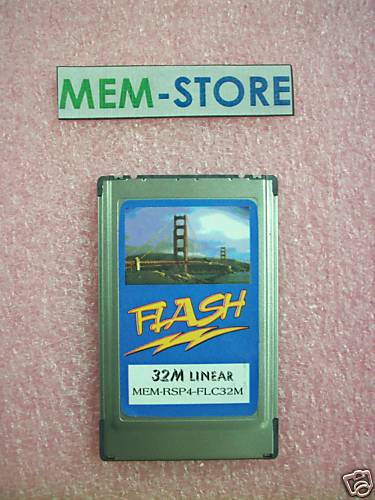 MEM-STORE
FLASH
32M LINEAR
MEM-RSP4-FLC32M